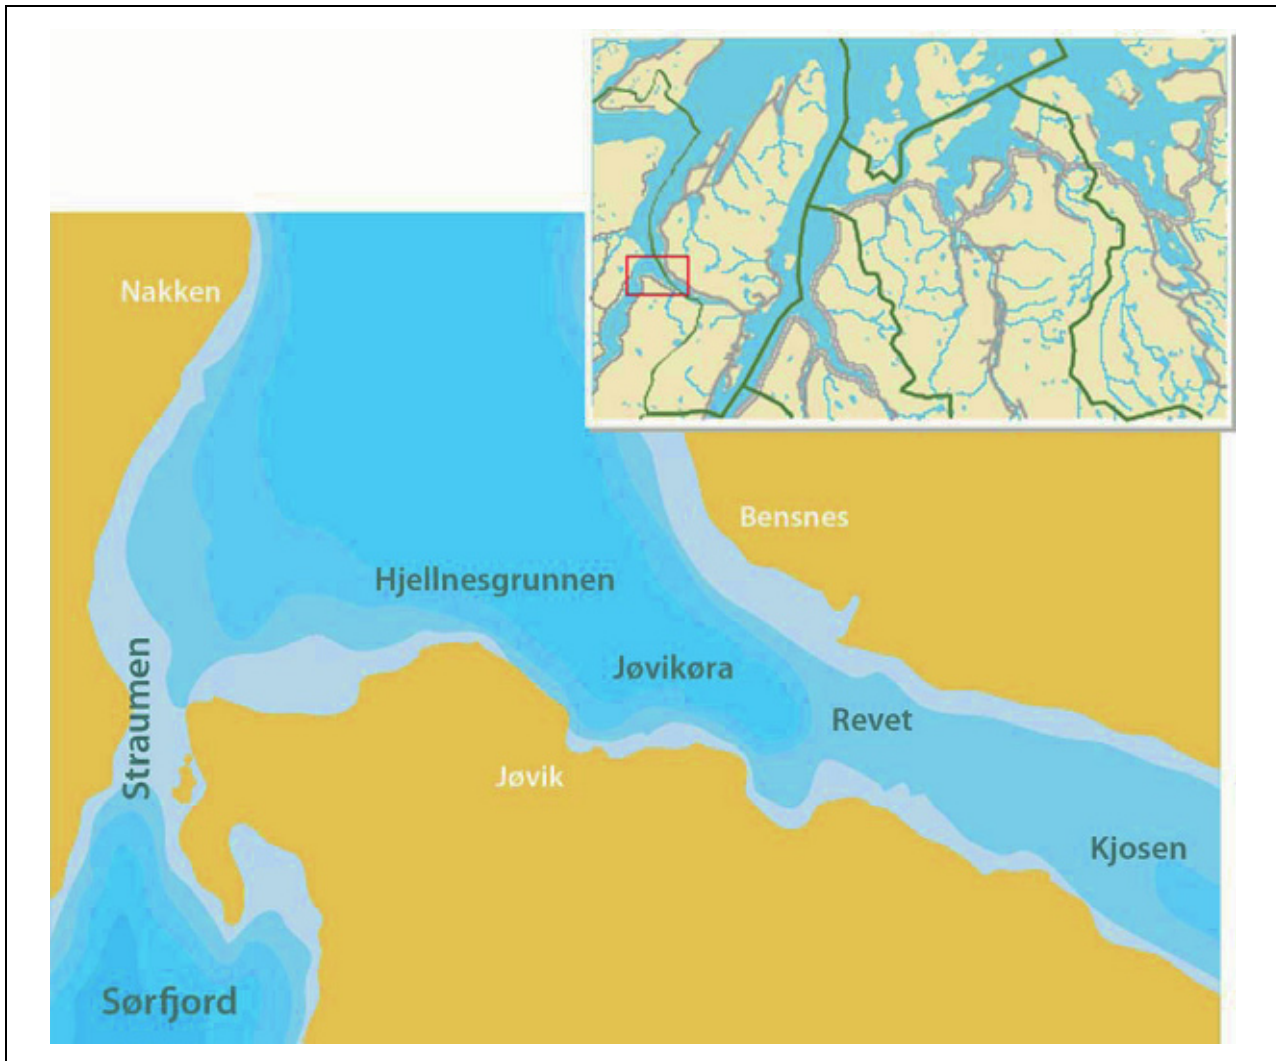 Nakken
Bensnes
Hjellnesgrunnen
Jøvikøra
Straumen
Revet
Jøvik
Kjosen
Sørfjord